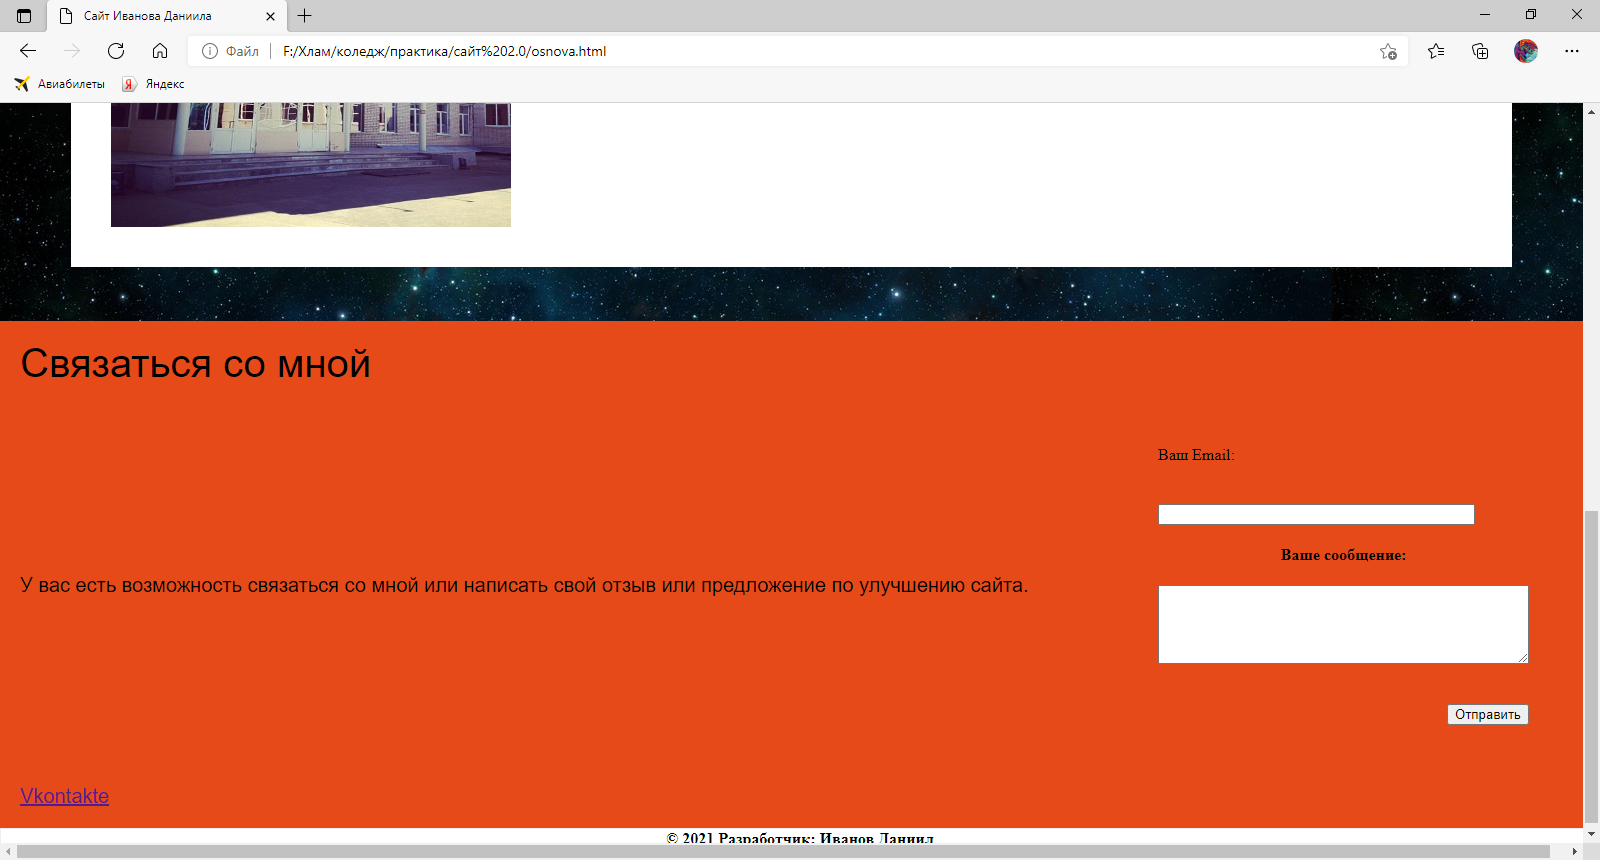 Сайт Иванова Даниила
Файл F:/Хлам/коледж/практика/сайт%202.0/osnova.html
Авиабилеты Яндекс
Связаться со мной
Ваш Email:
Ваше сообщение:
У вас есть возможность связаться со мной или написать свой отзыв или предложение по улучшению сайта.
Отправить
Vkontakte
© 2021 Разработчик: Иванов Даниил